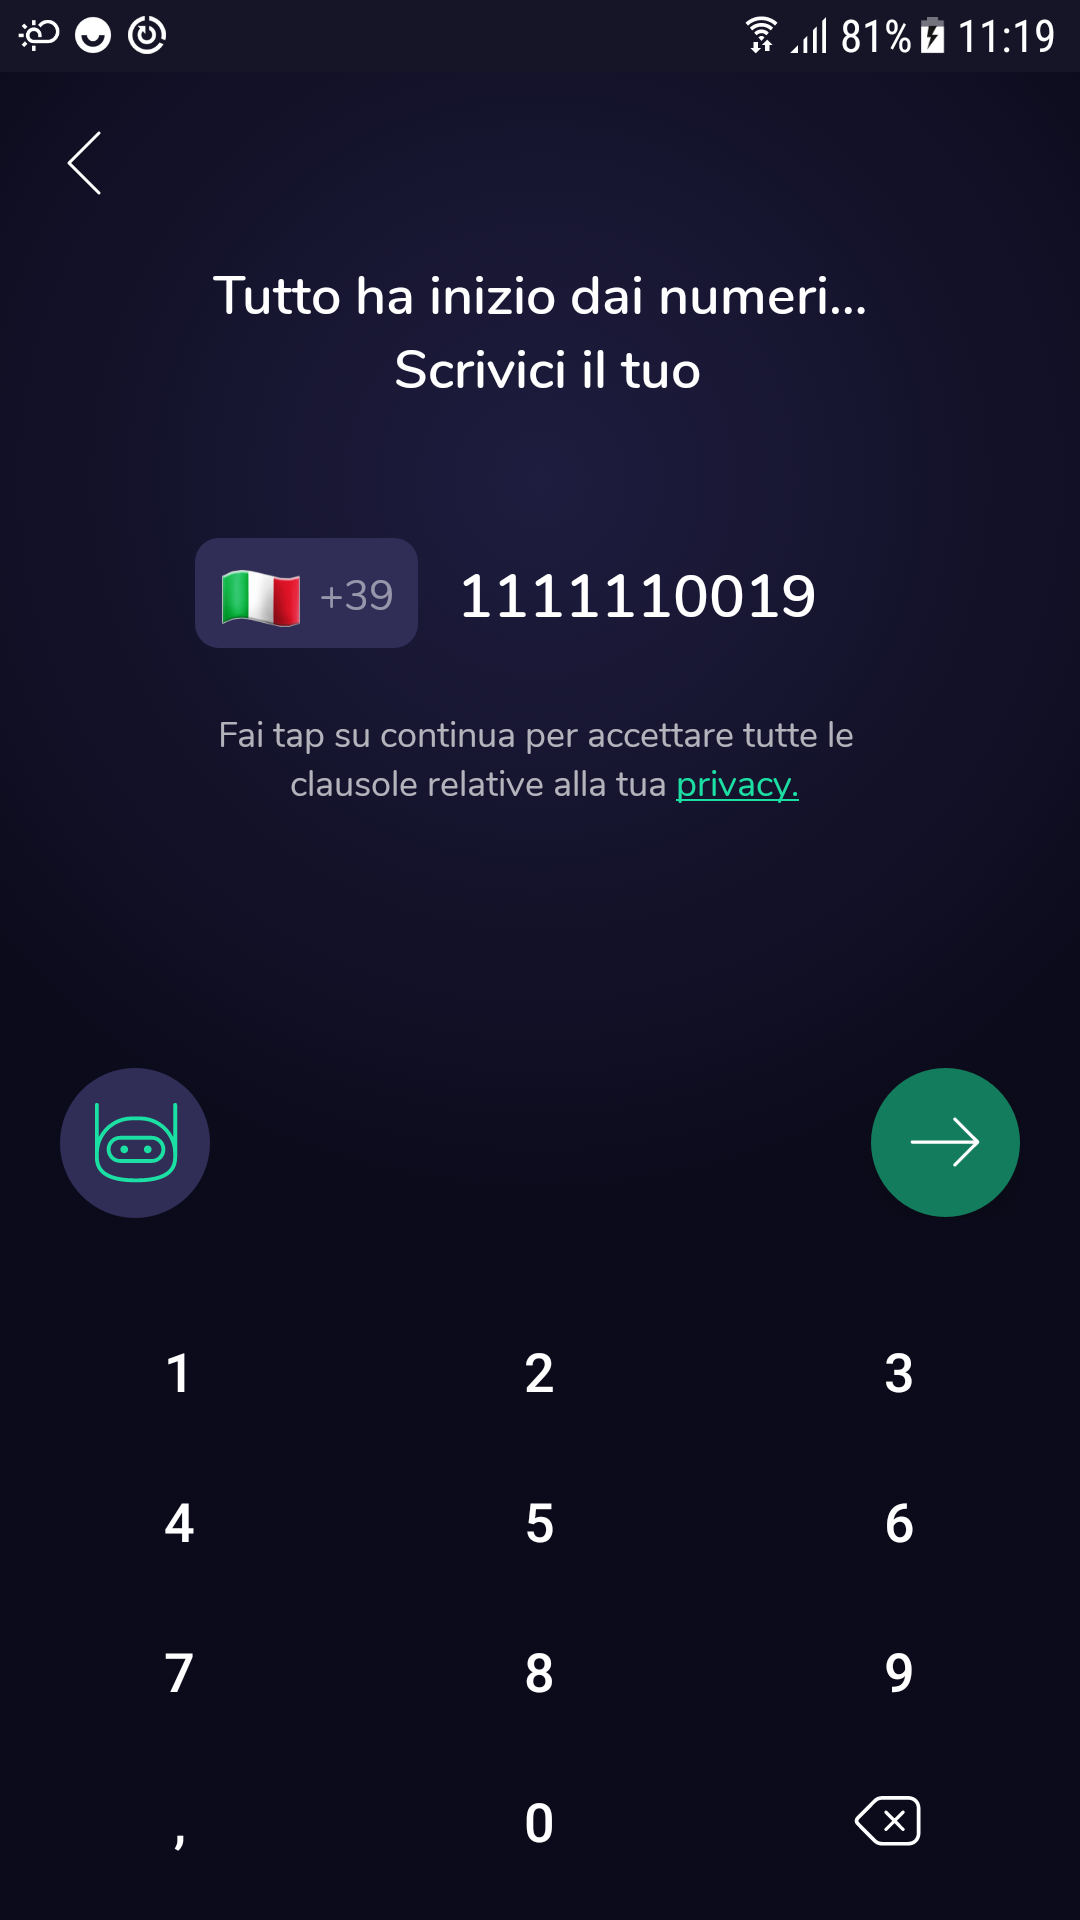 81% 11:19
Tutto ha inizio dai numeri...
Scrivici il tuo
+39 1111110019
Fai tap su continua per accettare tutte le
clausole relative alla tua privacy.
1 2 3
4 5 6
7 8 9
, 0